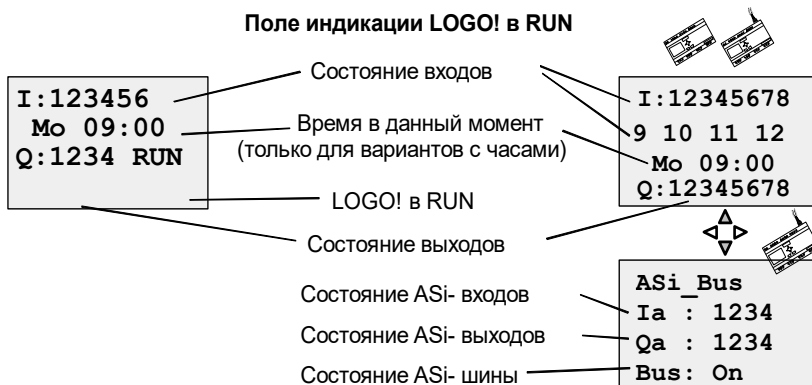 Поле индикации LOGO! в RUN
I:123456
Mo 09:00
Q:1234 RUN
Состояние входов
Время в данный момент
(только для вариантов с часами)
LOGO! в RUN
Состояние выходов
I:12345678
9 10 11 12
Mo 09:00
Q:12345678
Состояние ASi- входов
Состояние ASi- выходов
Состояние ASi- шины
ASi_Bus
Ia : 1234
Qa : 1234
Bus: On